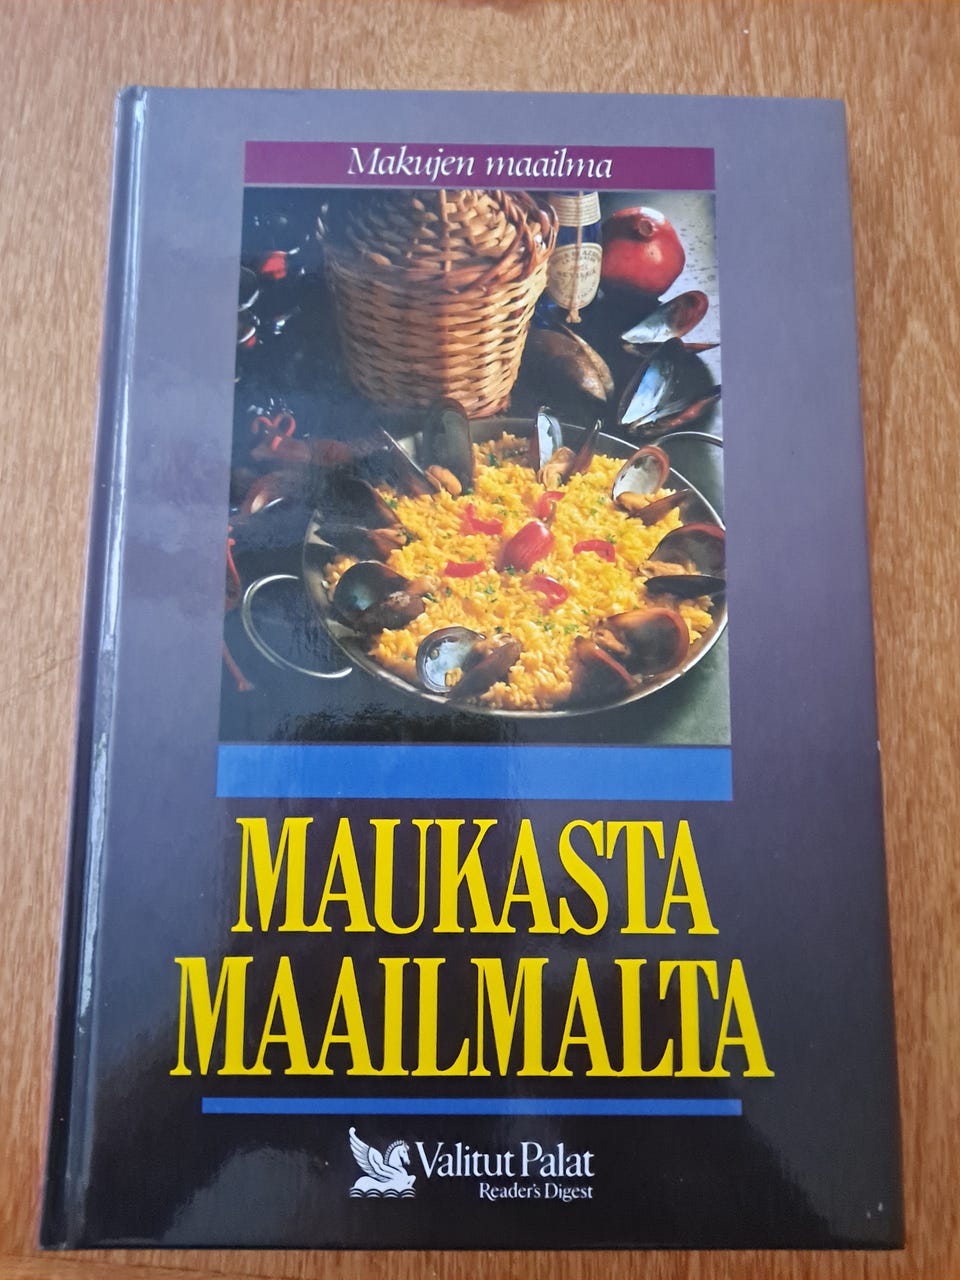 Makujen maailma
MAUKASTA
MAAILMALTA
Valitut Palat
Reader's Digest